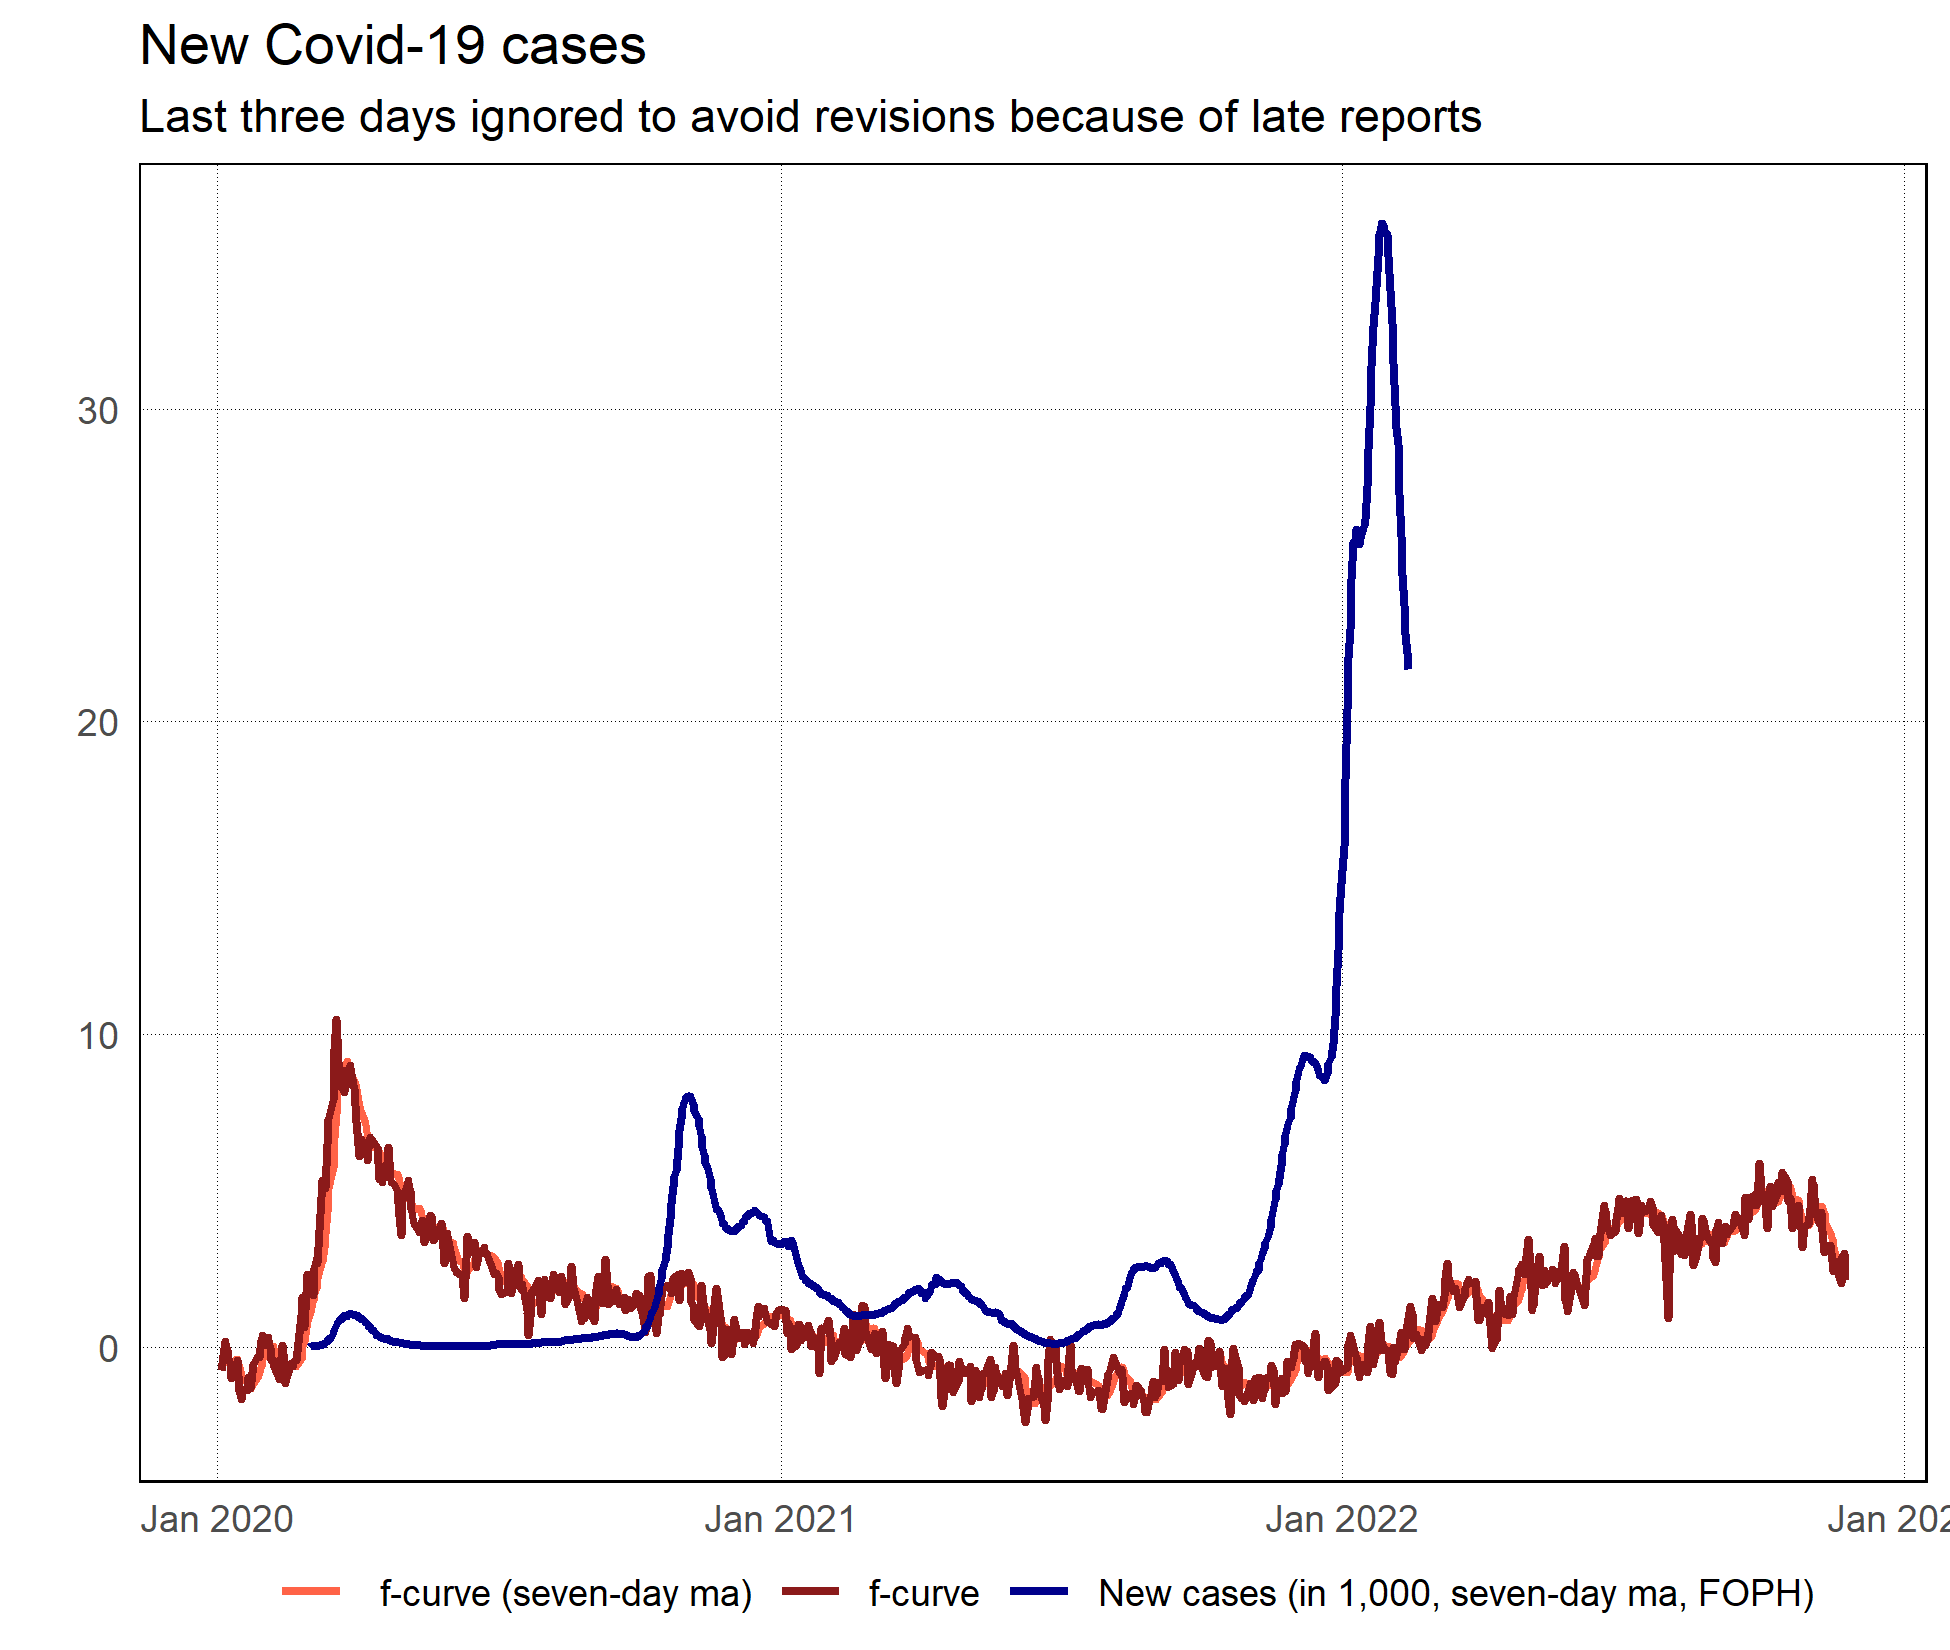 New Covid-19 cases
Last three days ignored to avoid revisions because of late reports
30
20
10
0
Jan 2020 Jan 2021 Jan 2022 Jan 202
f-curve (seven-day ma) f-curve New cases (in 1,000, seven-day ma, FOPH)